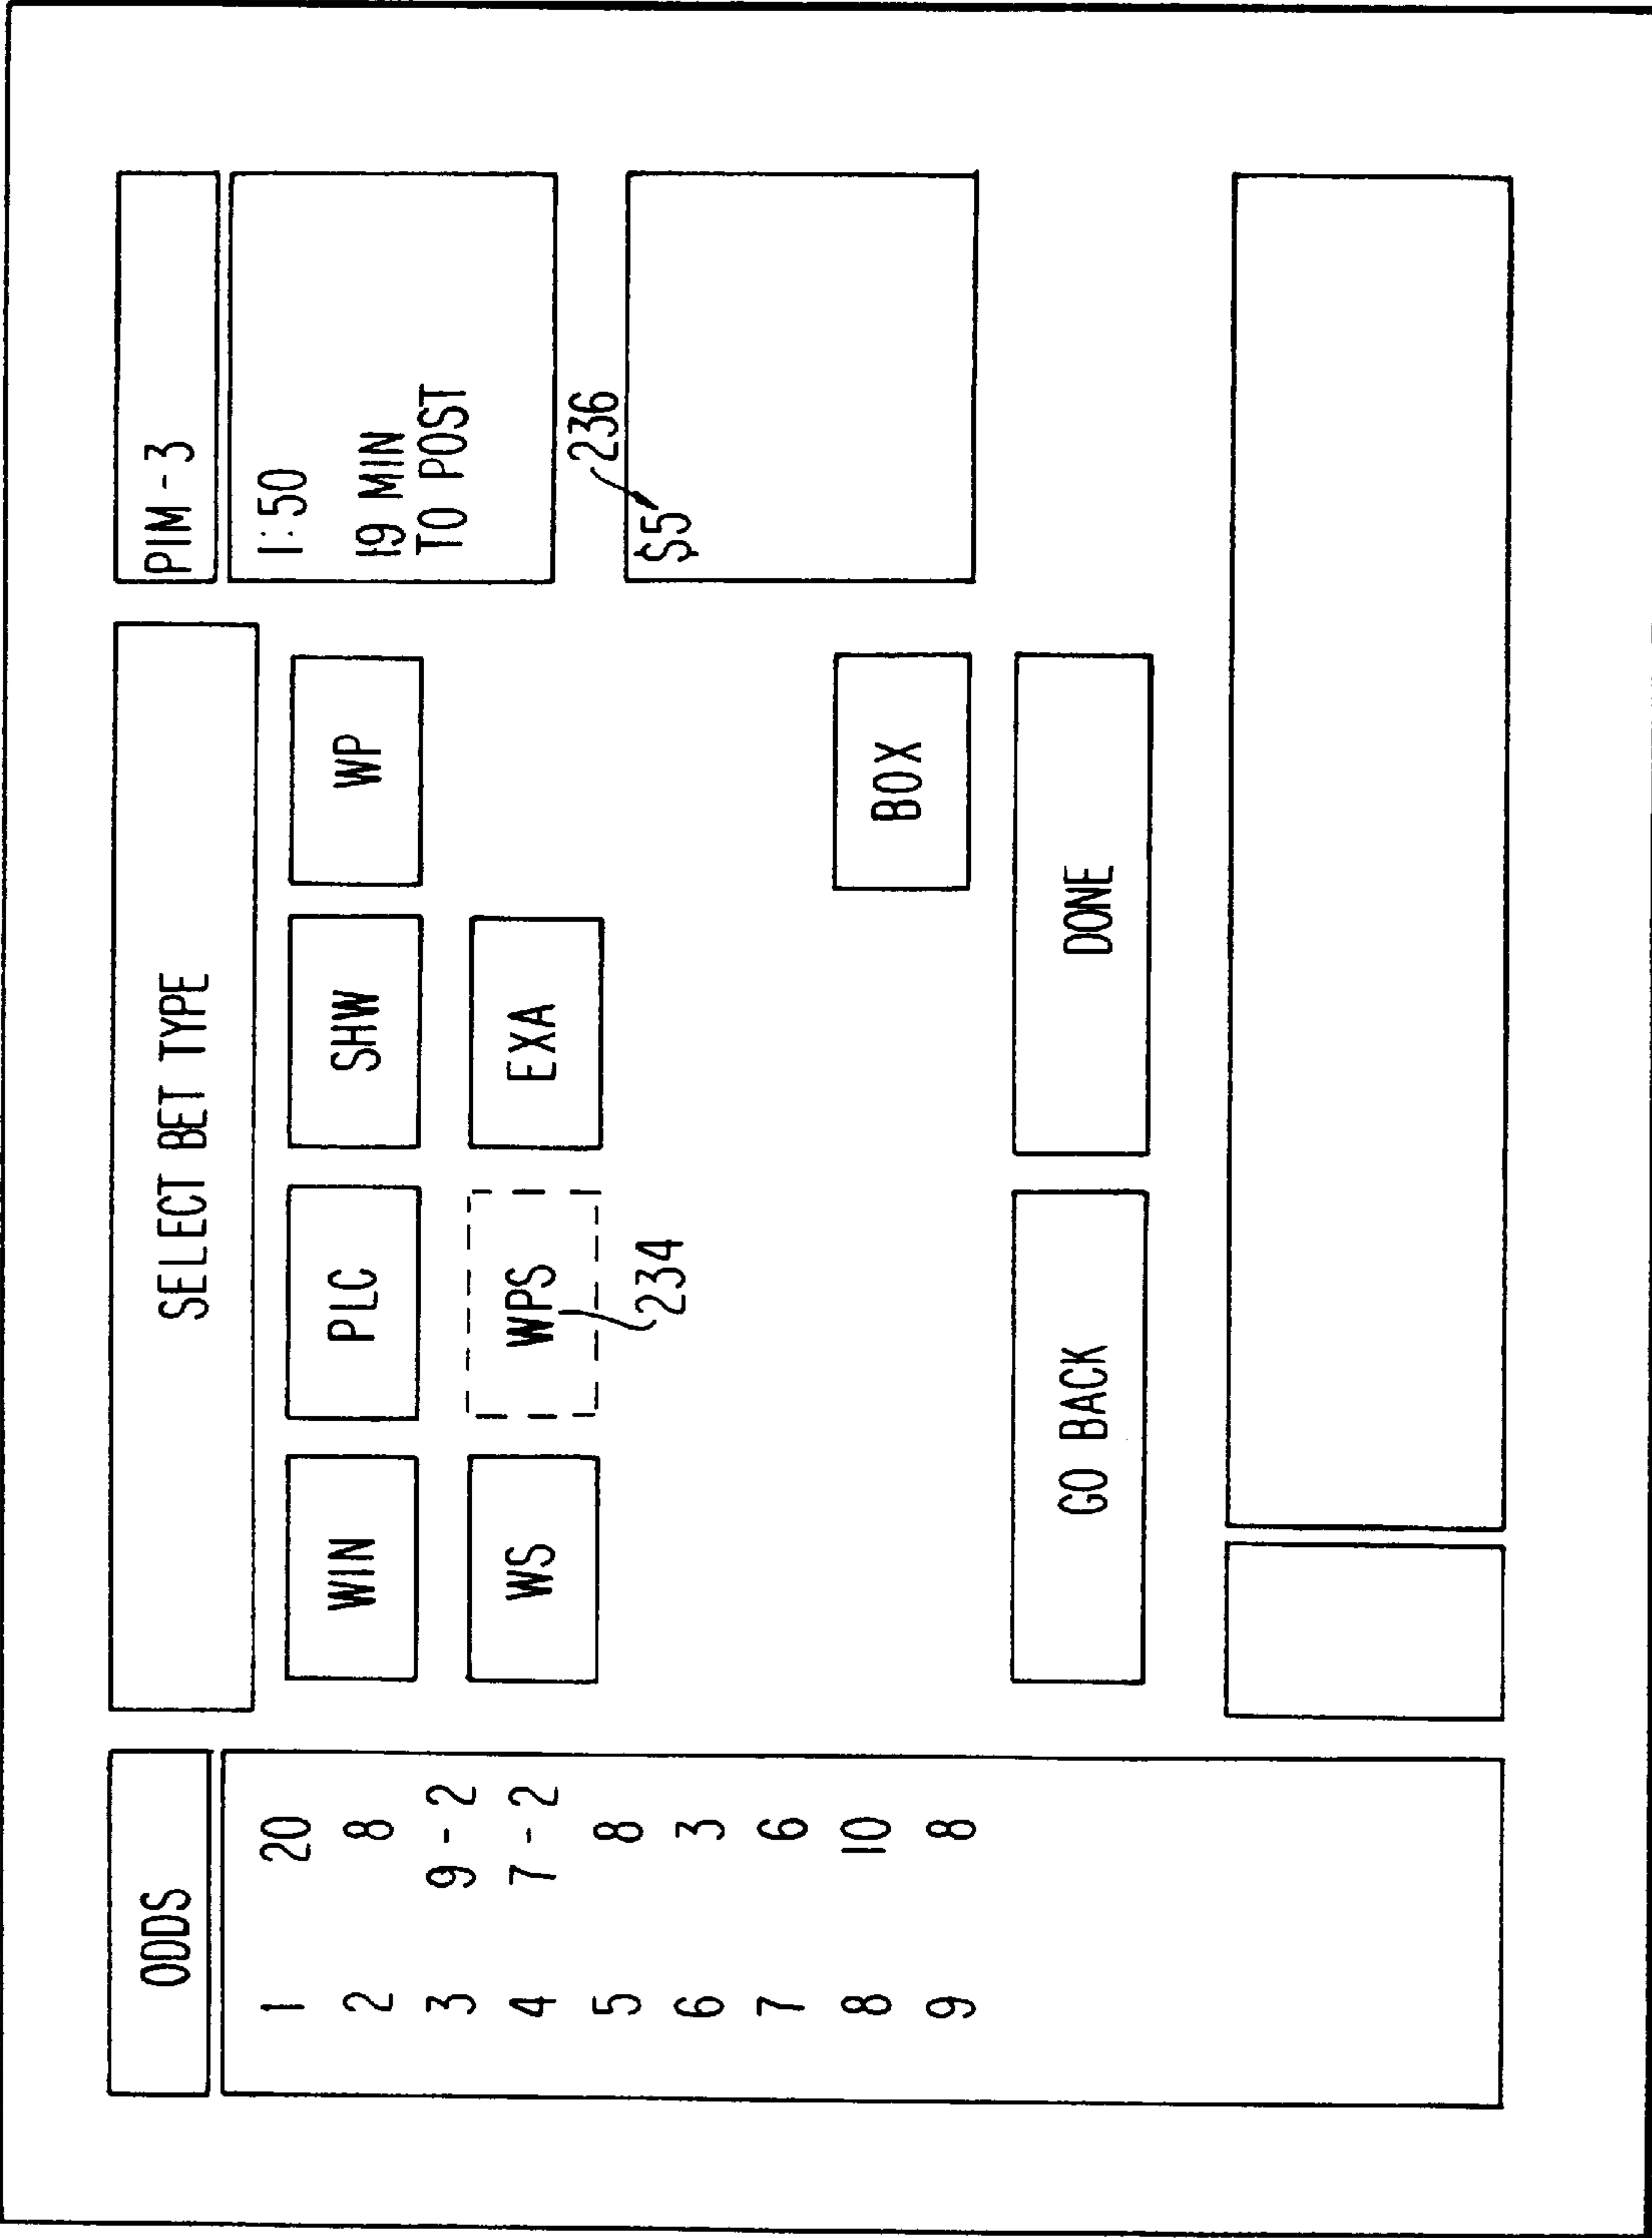 ODDS
1 20
2 8
3 9-2
4 7-2
5 8
6 3
7 6
8 10
9 8
SELECT BET TYPE
WIN PLC SHW WP
WS WPS EXA
234
BOX
GO BACK DONE
PIM-3
1:50
19 MIN
TO POST
236
$5